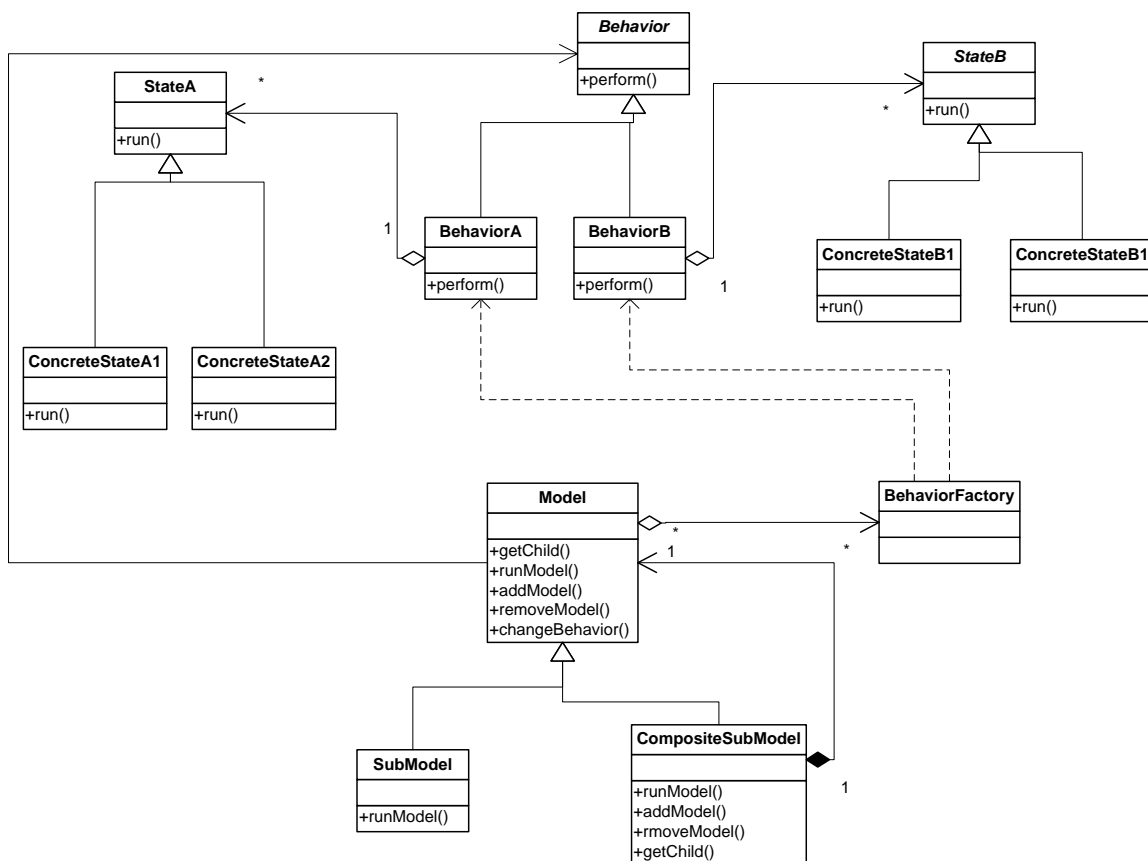 Behavior
+perform()
StateB
+run()
StateA
+run()
*
*
1
BehaviorA
+perform()
BehaviorB
+perform()
1
ConcreteStateB1
+run()
ConcreteStateB1
+run()
ConcreteStateA1
+run()
ConcreteStateA2
+run()
Model
+getChild()
+runModel()
+addModel()
+removeModel()
+changeBehavior()
*
*
1
BehaviorFactory
SubModel
+runModel()
CompositeSubModel
+runModel()
+addModel()
+rmoveModel()
+getChild()
1